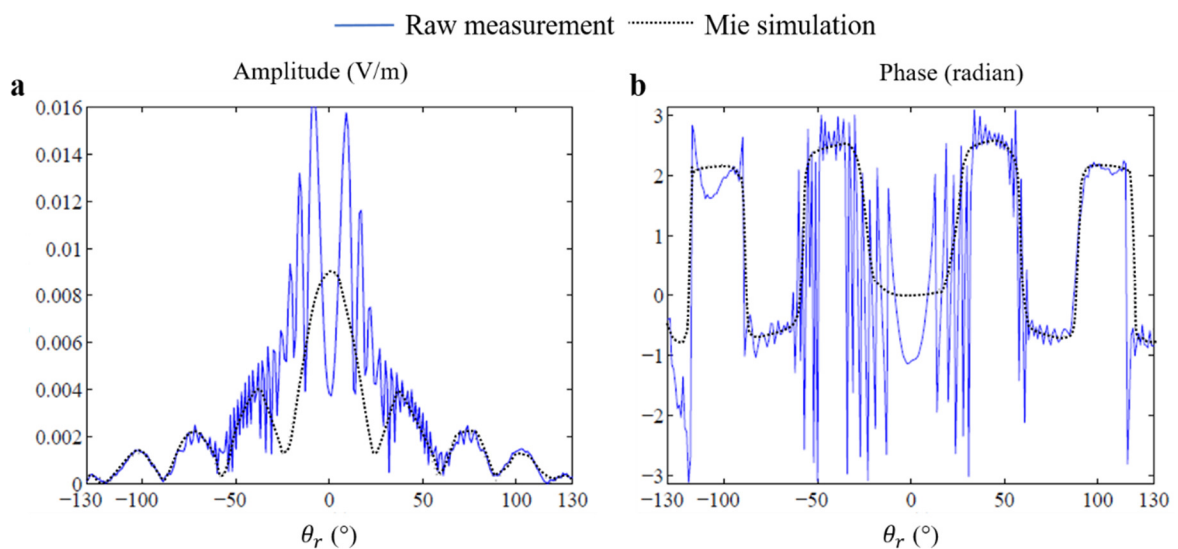 Raw measurement Mie simulation
a Amplitude (V/m)
0.016
0.014
0.012
0.01
0.008
0.006
0.004
0.002
0
−130 −100 −50 0 50 100 130
θr (°)
b Phase (radian)
3
2
1
0
−1
−2
−3
−130 −100 −50 0 50 100 130
θr (°)